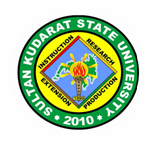 SULTAN KUDARAT STATE UNIVERSITY
INSTRUCTION
RESEARCH
EXTENSION
PRODUCTION
2010